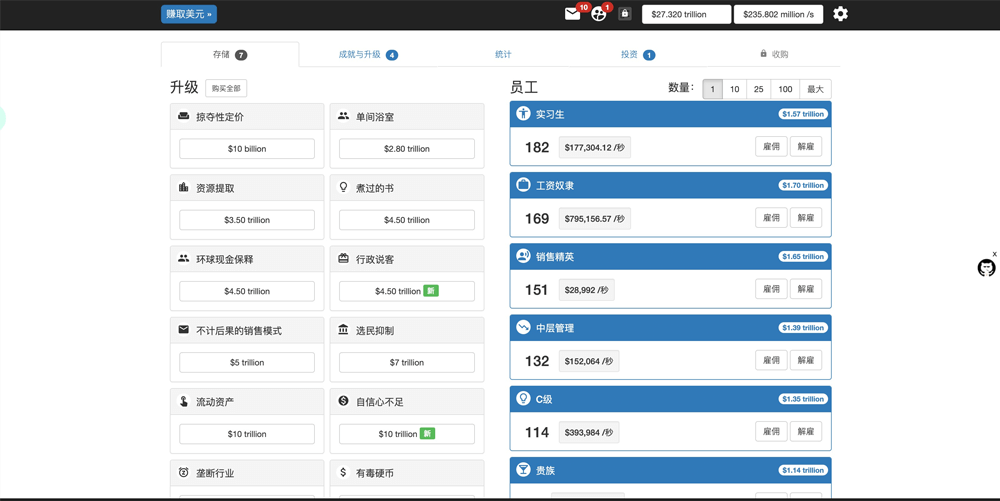 赚取美元 »
10
1
$27.320 trillion
$235.802 million /s
存储 7
成就与升级 4
统计
投资 1
收购
升级
购买全部
掠夺性定价
$10 billion
单间浴室
$2.80 trillion
资源提取
$3.50 trillion
煮过的书
$4.50 trillion
环球现金保释
$4.50 trillion
行政说客
$4.50 trillion 新
不计后果的销售模式
$5 trillion
选民抑制
$7 trillion
流动资产
$10 trillion
自信心不足
$10 trillion 新
垄断行业
有毒硬币
员工
数量：
1 10 25 100 最大
实习生
$1.57 trillion
182 $177,304.12 /秒 雇佣 解雇
工资奴隶
$1.70 trillion
169 $795,156.57 /秒 雇佣 解雇
销售精英
$1.65 trillion
151 $28,992 /秒 雇佣 解雇
中层管理
$1.39 trillion
132 $152,064 /秒 雇佣 解雇
C级
$1.35 trillion
114 $393,984 /秒 雇佣 解雇
贵族
$1.14 trillion
x